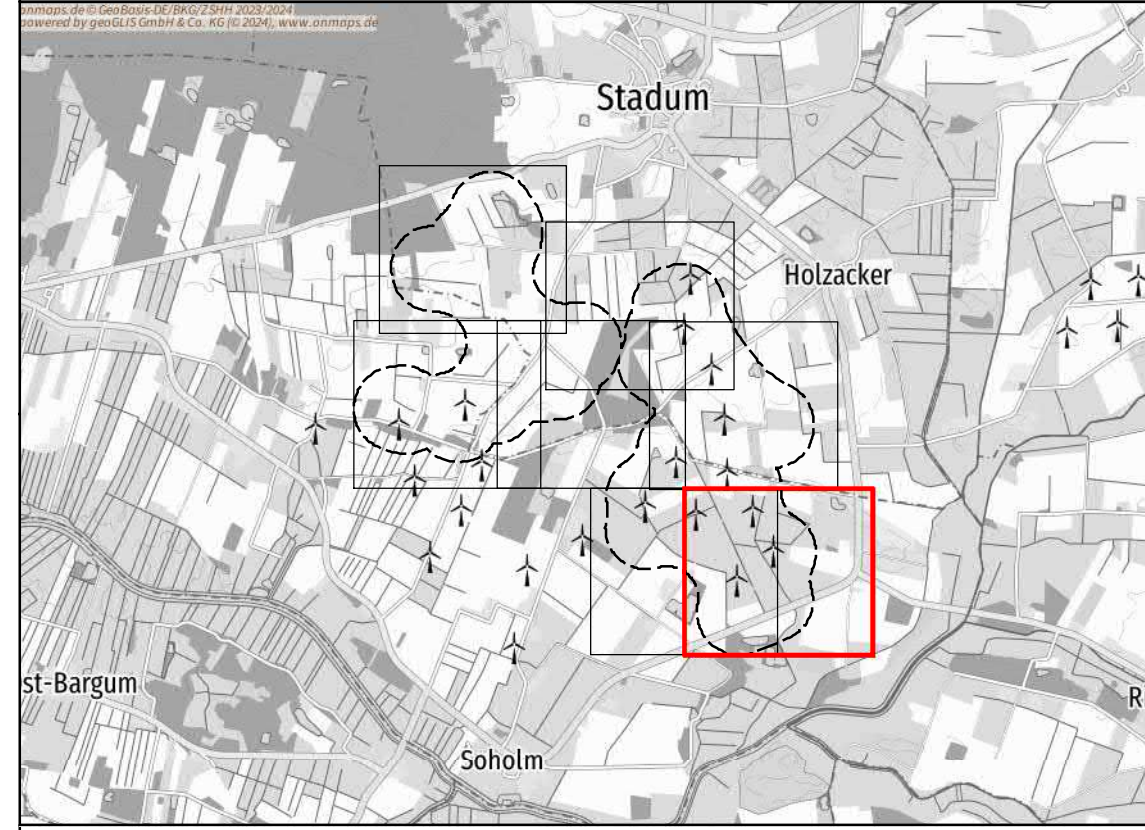 onmaps.de © GeoBasis-DE/BKG/ZSHH 2023/2024
powered by geoGLIS GmbH & Co. KG (© 2024), www.onmaps.de
Stadum
Holzacker
st-Bargum
R
Soholm